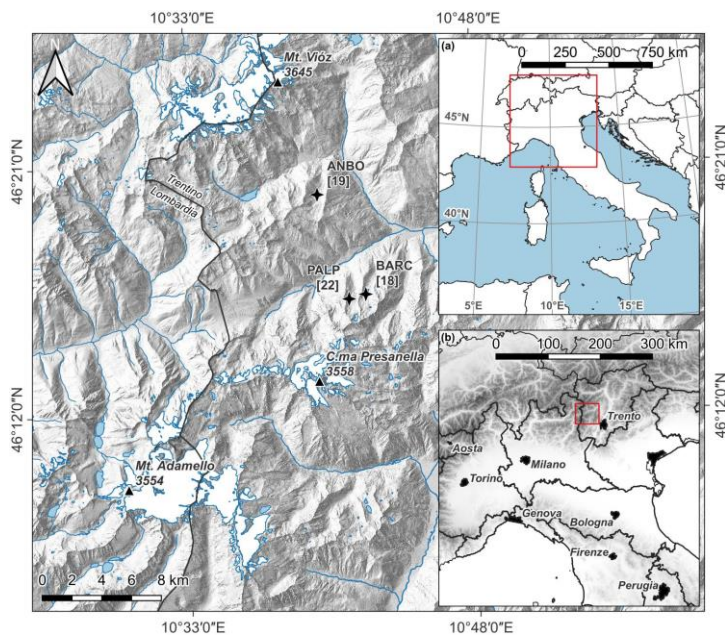 10°33'0"E
10°48'0"E
46°21'0"N
46°12'0"N
Mt. Vióz
3645
Trentino
Lombardia
ANBO
[19]
PALP
[22]
BARC
[18]
C.ma Presanella
3558
Mt. Adamello
3554
0 2 4 6 8 km
10°33'0"E
10°48'0"E
(a)
0 250 500 750 km
45°N
40°N
5°E
10°E
15°E
(b)
0 100 200 300 km
Trento
Aosta
Milano
Torino
Genova
Bologna
Firenze
Perugia
46°21'0"N
46°12'0"N